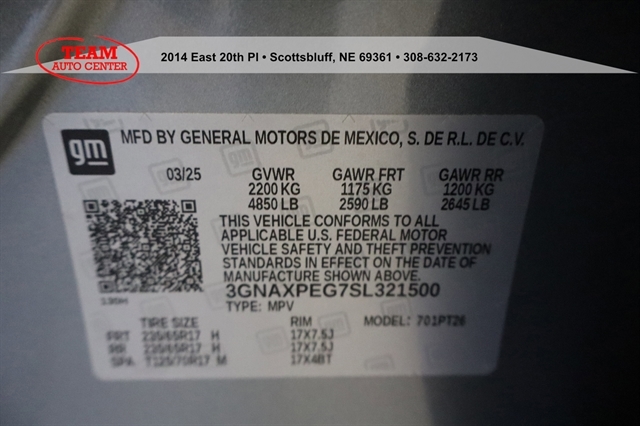 TEAM
AUTO CENTER
2014 East 20th Pl • Scottsbluff, NE 69361 • 308-632-2173
gm
MFD BY GENERAL MOTORS DE MEXICO, S. DE R.L. DE C.V.
03/25 GVWR GAWR FRT GAWR RR
2200 KG 1175 KG 1200 KG
4850 LB 2590 LB 2645 LB
THIS VEHICLE CONFORMS TO ALL
APPLICABLE U.S. FEDERAL MOTOR
VEHICLE SAFETY AND THEFT PREVENTION
STANDARDS IN EFFECT ON THE DATE OF
MANUFACTURE SHOWN ABOVE.
3GNAXPEG7SL321500
TYPE: MPV MODEL: 701PT26
TIRE SIZE RIM
FRT 235/65R17 H 17X7.5J
RR 235/65R17 H 17X7.5J
SPA T125/70R17 M 17X4BT